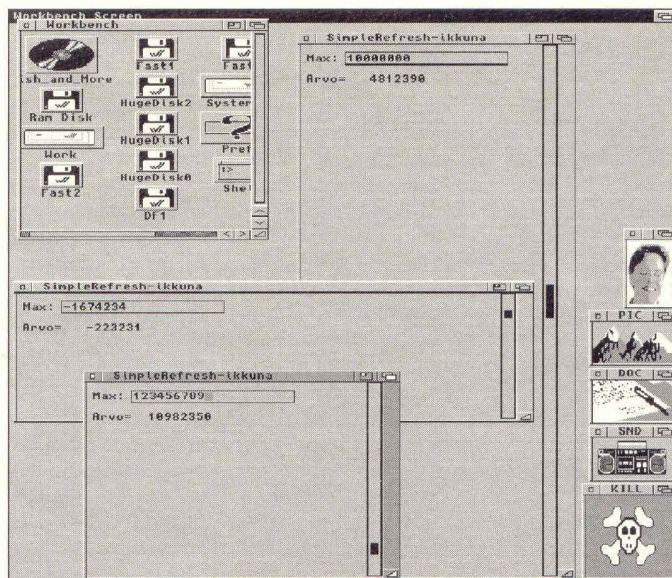 Workbench Screen
Workbench
ish_and_More
Ram Disk
Work
Fast2
Fast1
HugeDisk2
HugeDisk1
HugeDisk0
Df1
Fast
System
Pref
1>
Shel
SimpleRefresh-ikkuna
Max: 10000000
Arvo= 4812390
SimpleRefresh-ikkuna
Max: -1674234
Arvo= -223231
SimpleRefresh-ikkuna
Max: 123456789
Arvo= 10982350
PIC
DOC
SND
KILL